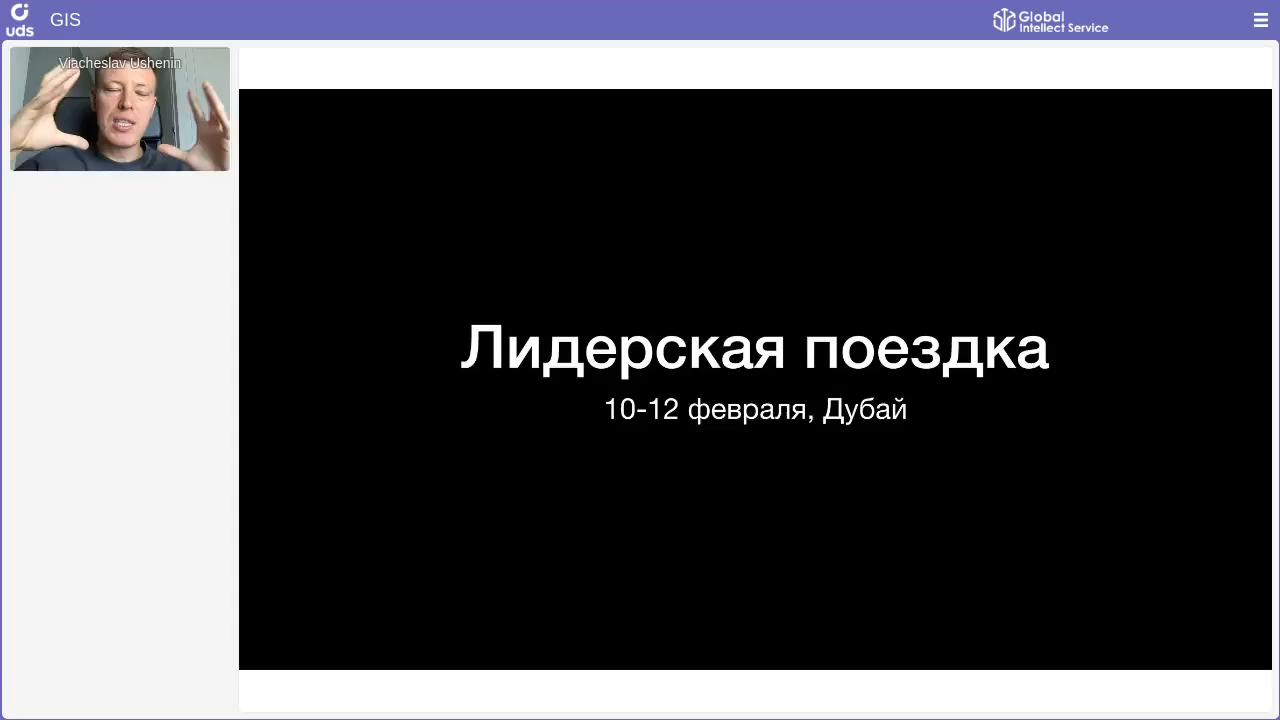 uds
GIS
Global
Intellect Service
Viacheslav Ushenin
Лидерская поездка
10-12 февраля, Дубай